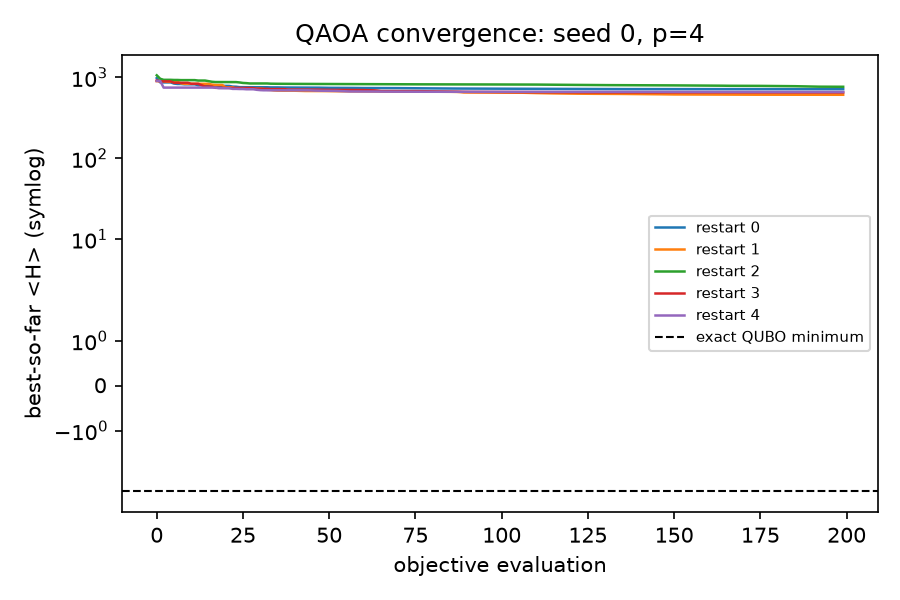 QAOA convergence: seed 0, p=4
best-so-far <H> (symlog)
10³
10²
10¹
10⁰
0
−10⁰
restart 0
restart 1
restart 2
restart 3
restart 4
exact QUBO minimum
0 25 50 75 100 125 150 175 200
objective evaluation